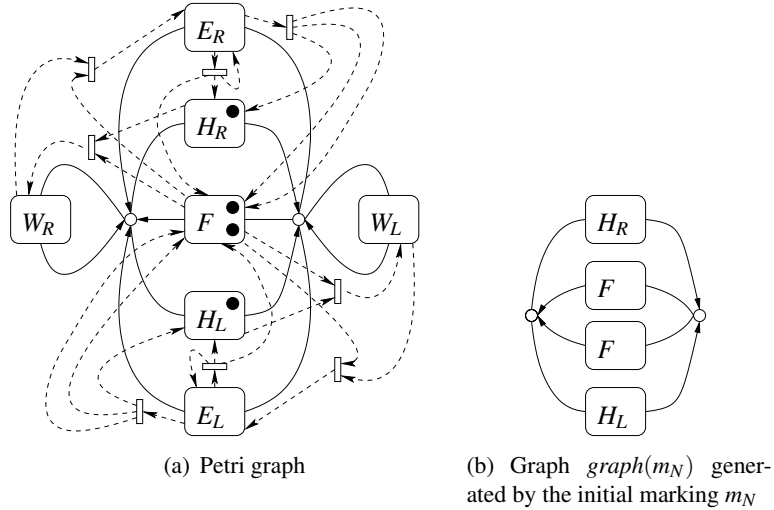 E_R
H_R
W_R
F
W_L
H_L
E_L
H_R
F
F
H_L
(a) Petri graph
(b) Graph graph(m_N) gener-
ated by the initial marking m_N